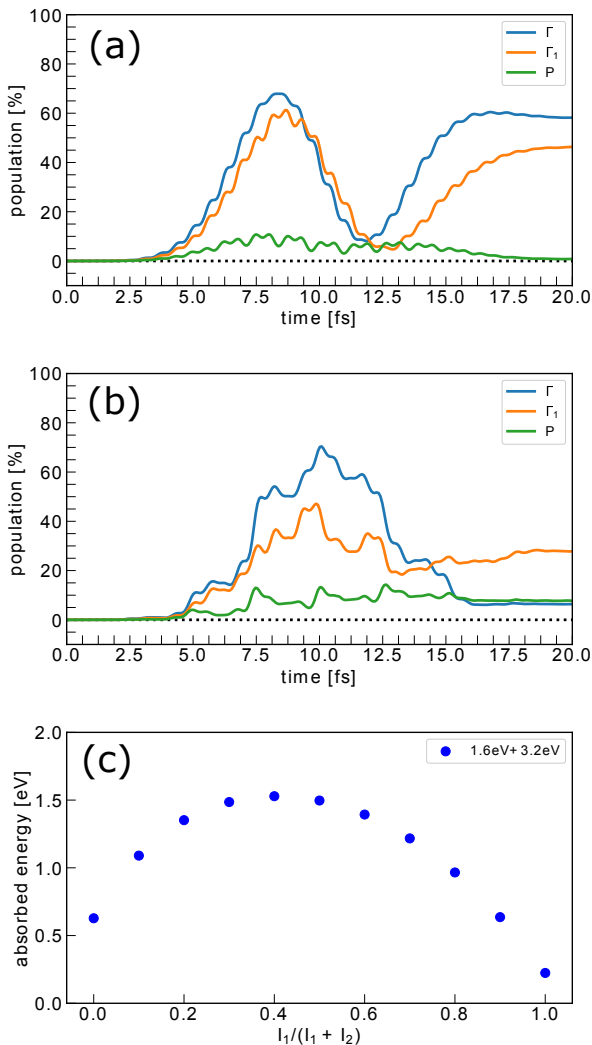 (a)
100
80
60
40
20
0
population [%]
Γ
Γ₁
P
0.0 2.5 5.0 7.5 10.0 12.5 15.0 17.5 20.0
time [fs]
(b)
100
80
60
40
20
0
population [%]
Γ
Γ₁
P
0.0 2.5 5.0 7.5 10.0 12.5 15.0 17.5 20.0
time [fs]
(c)
2.0
1.5
1.0
0.5
0.0
absorbed energy [eV]
1.6eV+3.2eV
0.0 0.2 0.4 0.6 0.8 1.0
I₁/(I₁ + I₂)